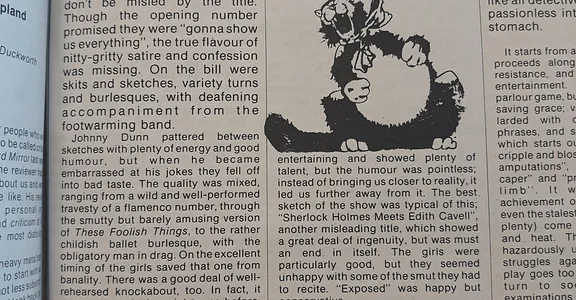 pland
Duckworth
people who
o be called
d Mirror last
he reviewer
bout us and
e like. His
personal
nd criticism
e most
heavy metal
to start with
got less
don't be misled by the title.
Though the opening number
promised they were "gonna show
us everything", the true flavour of
nitty-gritty satire and confession
was missing. On the bill were
skits and sketches, variety turns
and burlesques, with deafening
accompaniment from the
footwarming band.
Johnny Dunn pattered between
sketches with plenty of energy and good
humour, but when he became
embarrassed at his jokes they fell off
into bad taste. The quality was mixed,
ranging from a wild and well-performed
travesty of a flamenco number, through
the smutty but barely amusing version
of These Foolish Things, to the rather
childish ballet burlesque, with the
obligatory man in drag. On the excellent
timing of the girls saved that one from
banality. There was a good deal of well-
rehearsed knockabout, too. In fact, it
entertaining and showed plenty of
talent, but the humour was pointless;
instead of bringing us closer to reality, it
led us further away from it. The best
sketch of the show was typical of this;
"Sherlock Holmes Meets Edith Cavell",
another misleading title, which showed
a great deal of ingenuity, but was must
an end in itself. The girls were
particularly good, but they seemed
unhappy with some of the smut they had
to recite. "Exposed" was happy but
like an detective
passionless int
stomach.
It starts from a
proceeds along
resistance, and
entertainment.
parlour game, bu
saving grace; v
larded with
phrases, and s
which starts ou
cripple and blos
amputations",
caper" and "pr
limb". It w
achievement o
even the stales
plenty) come
and heat. Th
hazardously u
struggles aga
play goes too
turn to so
examinations